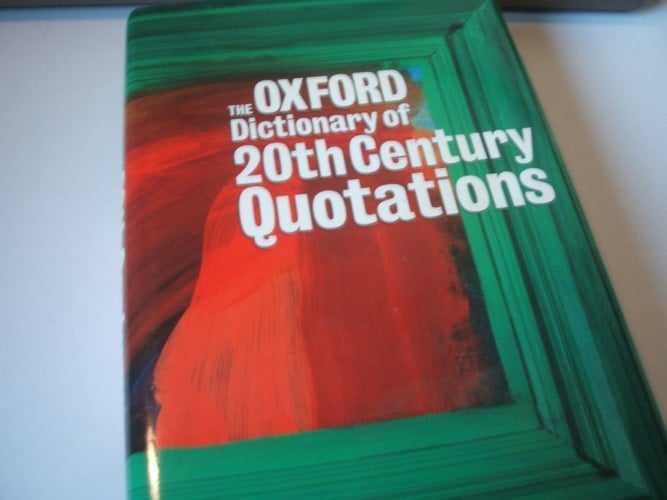 THE OXFORD
Dictionary of
20th Century
Quotations